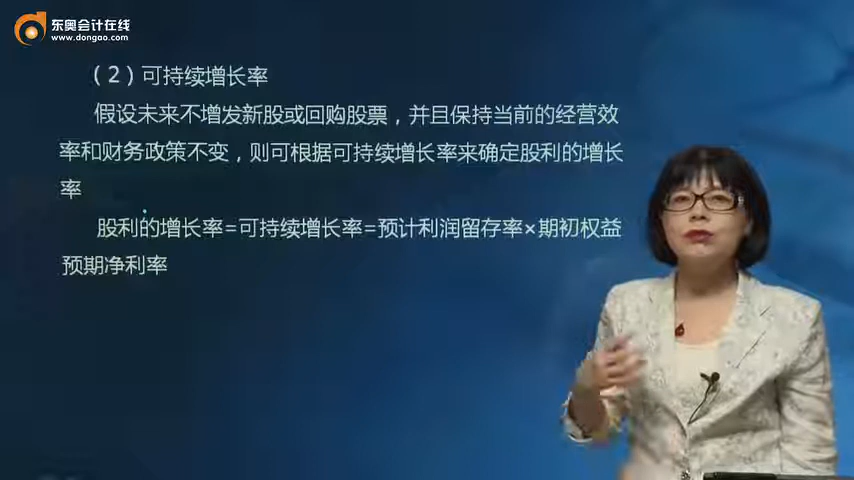 东奥会计在线
www.dongao.com
（2）可持续增长率
假设未来不增发新股或回购股票，并且保持当前的经营效
率和财务政策不变，则可根据可持续增长率来确定股利的增长
率
股利的增长率=可持续增长率=预计利润留存率×期初权益
预期净利率